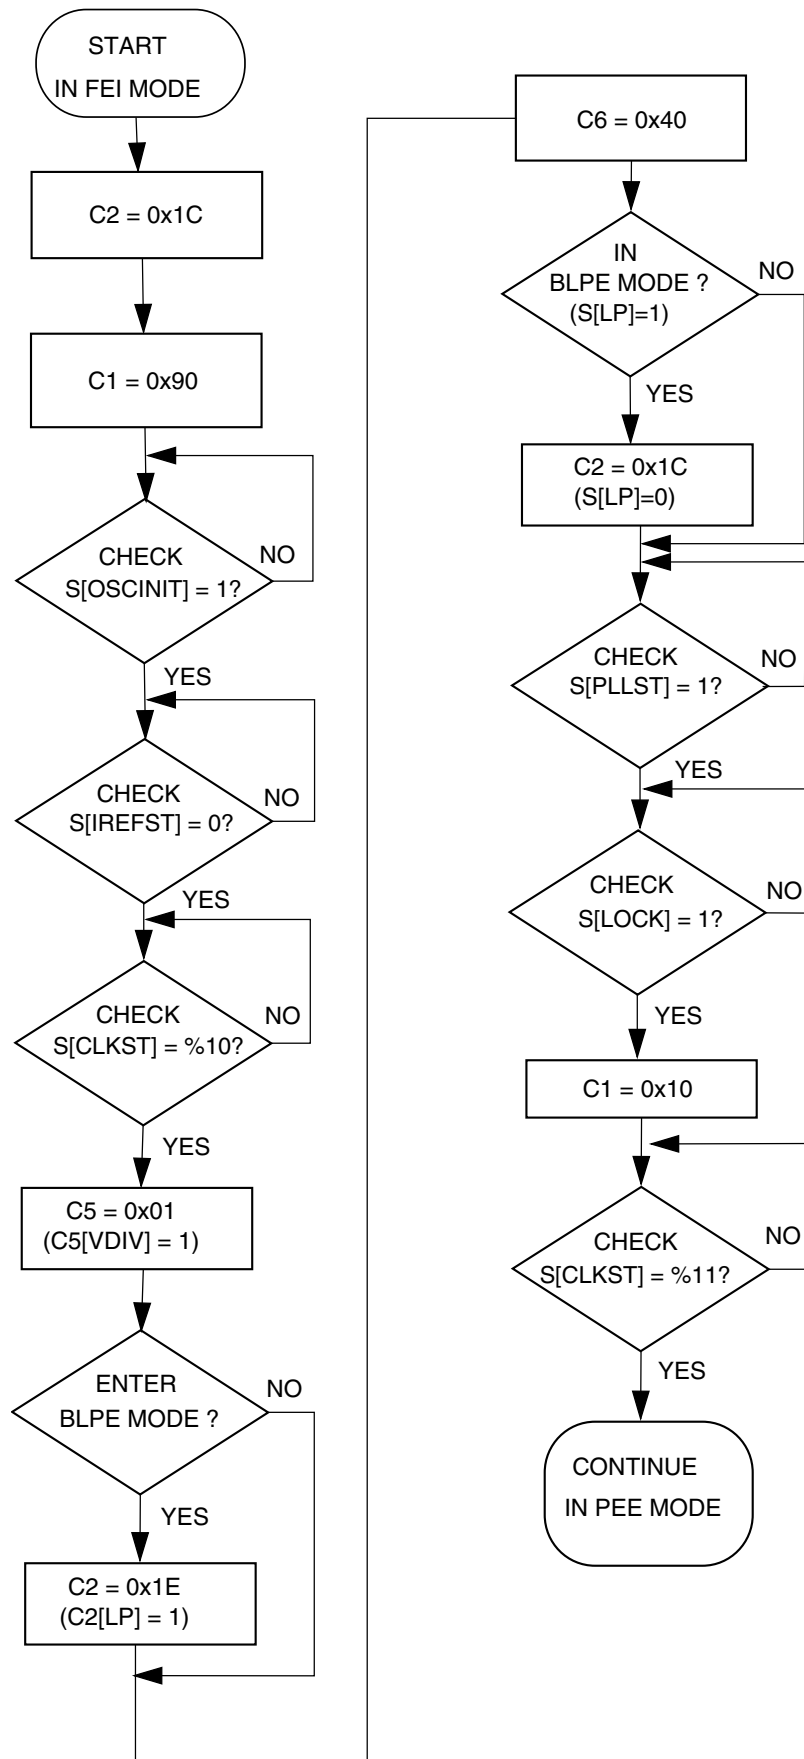 START
IN FEI MODE
C2 = 0x1C
C1 = 0x90
CHECK
S[OSCINIT] = 1?
NO
YES
CHECK
S[IREFST] = 0?
NO
YES
CHECK
S[CLKST] = %10?
NO
YES
C5 = 0x01
(C5[VDIV] = 1)
ENTER
BLPE MODE ?
NO
YES
C2 = 0x1E
(C2[LP] = 1)
C6 = 0x40
IN
BLPE MODE ?
(S[LP]=1)
NO
YES
C2 = 0x1C
(S[LP]=0)
CHECK
S[PLLST] = 1?
NO
YES
CHECK
S[LOCK] = 1?
NO
YES
C1 = 0x10
CHECK
S[CLKST] = %11?
NO
YES
CONTINUE
IN PEE MODE